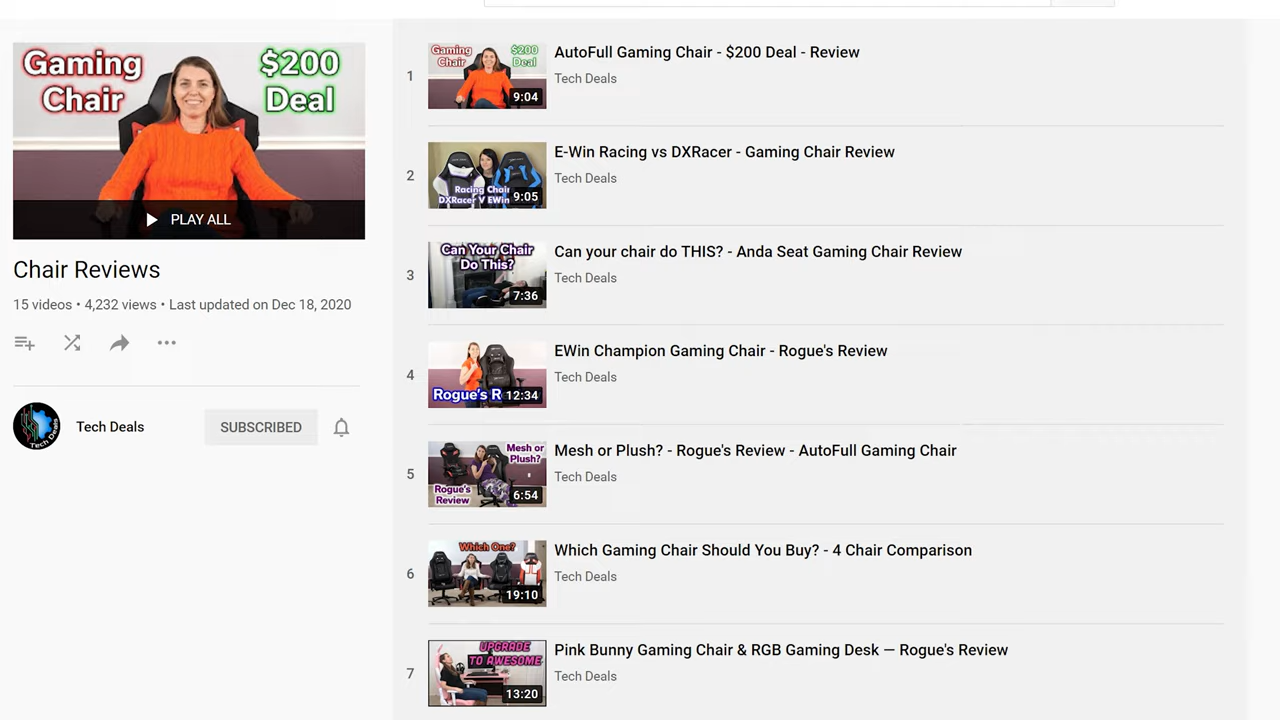 Gaming Chair
$200 Deal
PLAY ALL
Chair Reviews
15 videos • 4,232 views • Last updated on Dec 18, 2020
Tech Deals
Tech Deals
SUBSCRIBED
1
Gaming Chair
$200 Deal
9:04
AutoFull Gaming Chair - $200 Deal - Review
Tech Deals
2
Racing Chair
DXRacer V EWin
9:05
E-Win Racing vs DXRacer - Gaming Chair Review
Tech Deals
3
Can Your Chair
Do This?
7:36
Can your chair do THIS? - Anda Seat Gaming Chair Review
Tech Deals
4
Rogue's R
12:34
EWin Champion Gaming Chair - Rogue's Review
Tech Deals
5
Mesh or
Plush?
Rogue's
Review
6:54
Mesh or Plush? - Rogue's Review - AutoFull Gaming Chair
Tech Deals
6
Which One?
19:10
Which Gaming Chair Should You Buy? - 4 Chair Comparison
Tech Deals
7
UPGRADE
TO AWESOME
13:20
Pink Bunny Gaming Chair & RGB Gaming Desk — Rogue's Review
Tech Deals